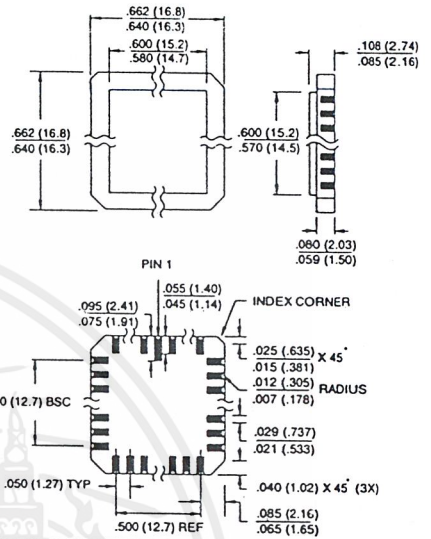 .662 (16.8)
.640 (16.3)
.600 (15.2)
.580 (14.7)
.108 (2.74)
.085 (2.16)
.662 (16.8)
.640 (16.3)
.600 (15.2)
.570 (14.5)
.080 (2.03)
.059 (1.50)
PIN 1
.055 (1.40)
.045 (1.14)
.095 (2.41)
.075 (1.91)
INDEX CORNER
.025 (.635) X 45°
.015 (.381)
.012 (.305) RADIUS
.007 (.178)
0 (12.7) BSC
.029 (.737)
.021 (.533)
.050 (1.27) TYP
.040 (1.02) X 45° (3X)
.500 (12.7) REF
.085 (2.16)
.065 (1.65)